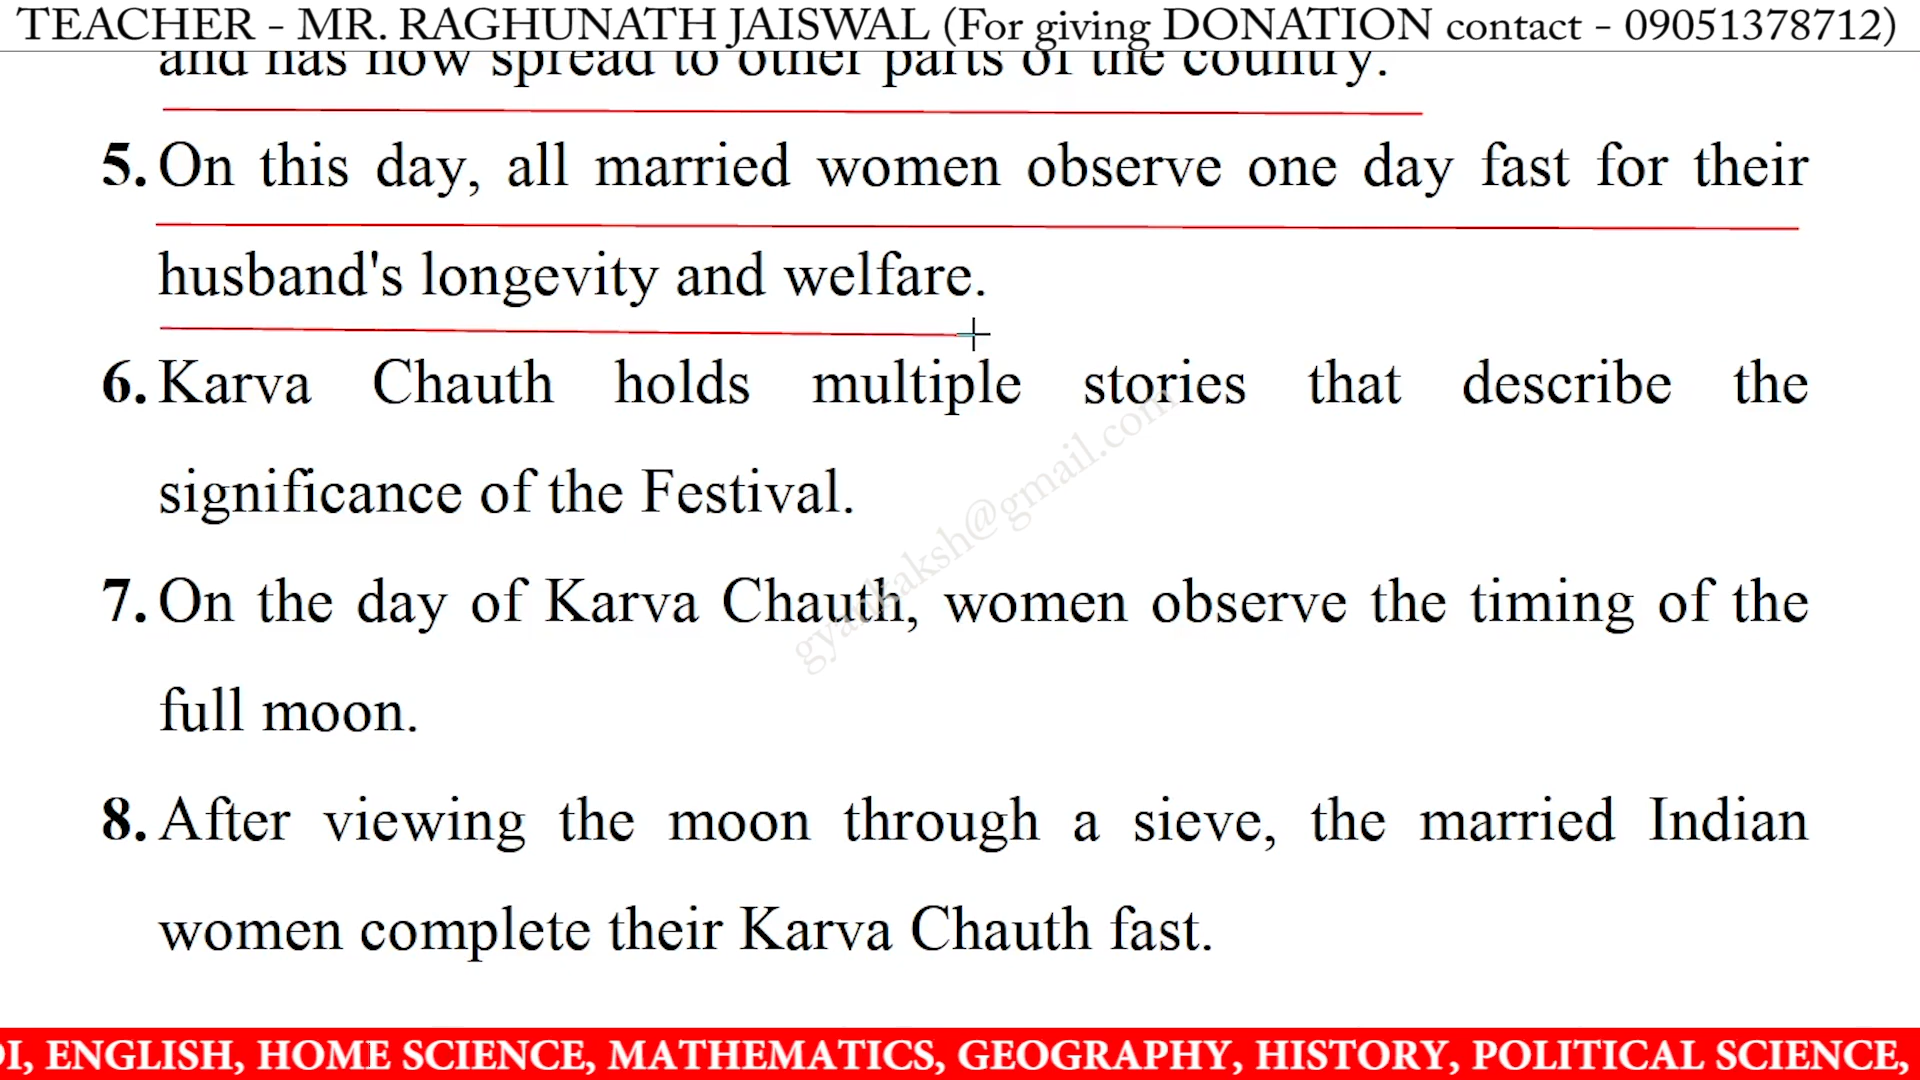 TEACHER - MR. RAGHUNATH JAISWAL (For giving DONATION contact - 09051378712)
and has now spread to other parts of the country.
5. On this day, all married women observe one day fast for their
husband's longevity and welfare.
6. Karva Chauth holds multiple stories that describe the
significance of the Festival.
gyankaksh@gmail.com
7. On the day of Karva Chauth, women observe the timing of the
full moon.
8. After viewing the moon through a sieve, the married Indian
women complete their Karva Chauth fast.
DI, ENGLISH, HOME SCIENCE, MATHEMATICS, GEOGRAPHY, HISTORY, POLITICAL SCIENCE,